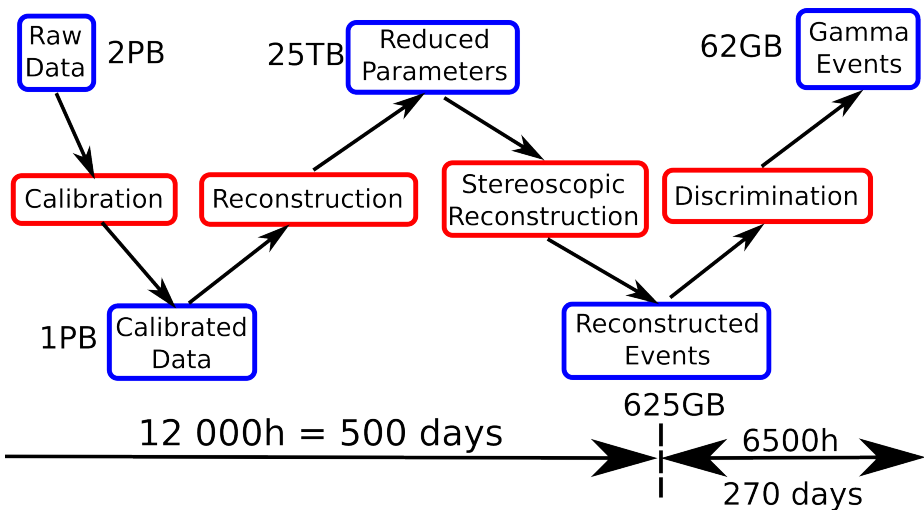 Raw
Data
2PB
Calibration
1PB
Calibrated
Data
Reconstruction
25TB
Reduced
Parameters
Stereoscopic
Reconstruction
Reconstructed
Events
625GB
Discrimination
62GB
Gamma
Events
12 000h = 500 days
6500h
270 days